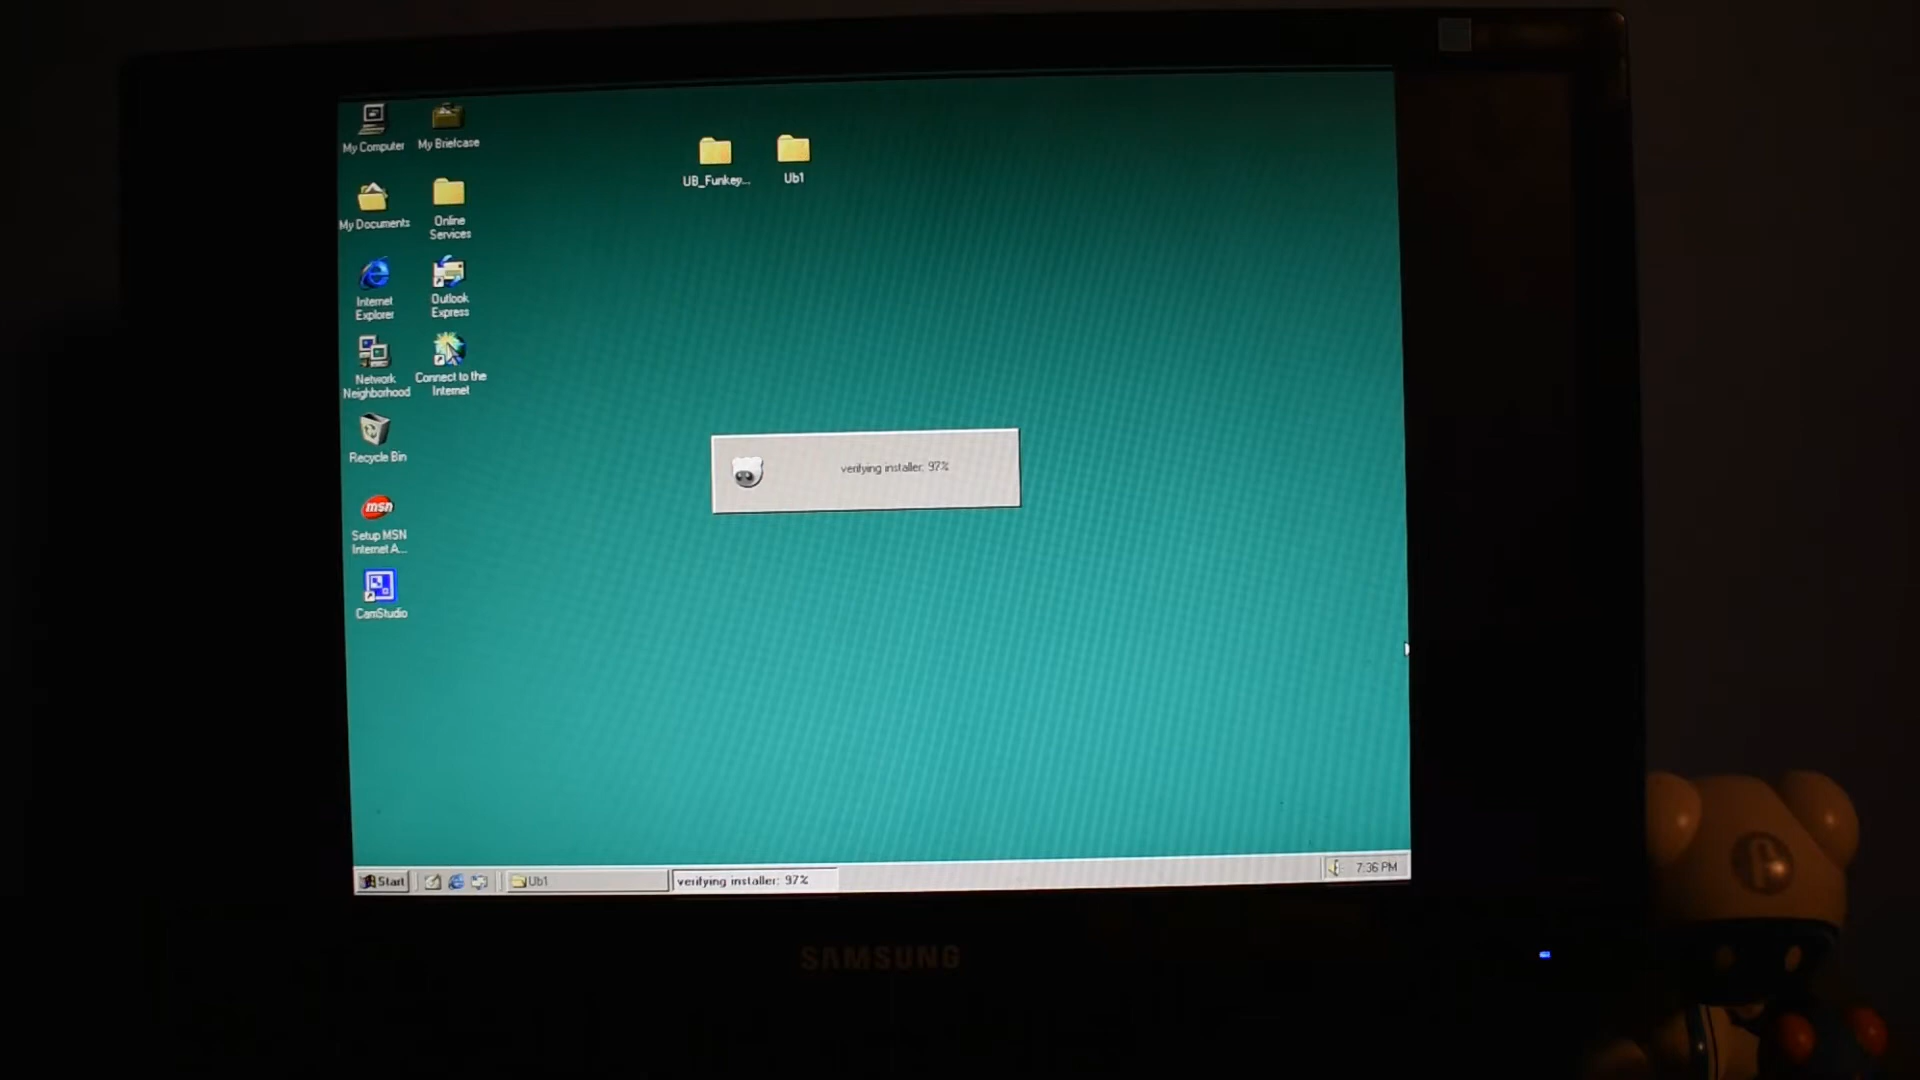 My Computer
My Briefcase
UB_Funkey...
Ub1
My Documents
Online
Services
Internet
Explorer
Outlook
Express
Network
Neighborhood
Connect to the
Internet
Recycle Bin
verifying installer: 97%
msn
Setup MSN
Internet A...
CamStudio
Start
Ub1
verifying installer: 97%
7:36 PM
SAMSUNG